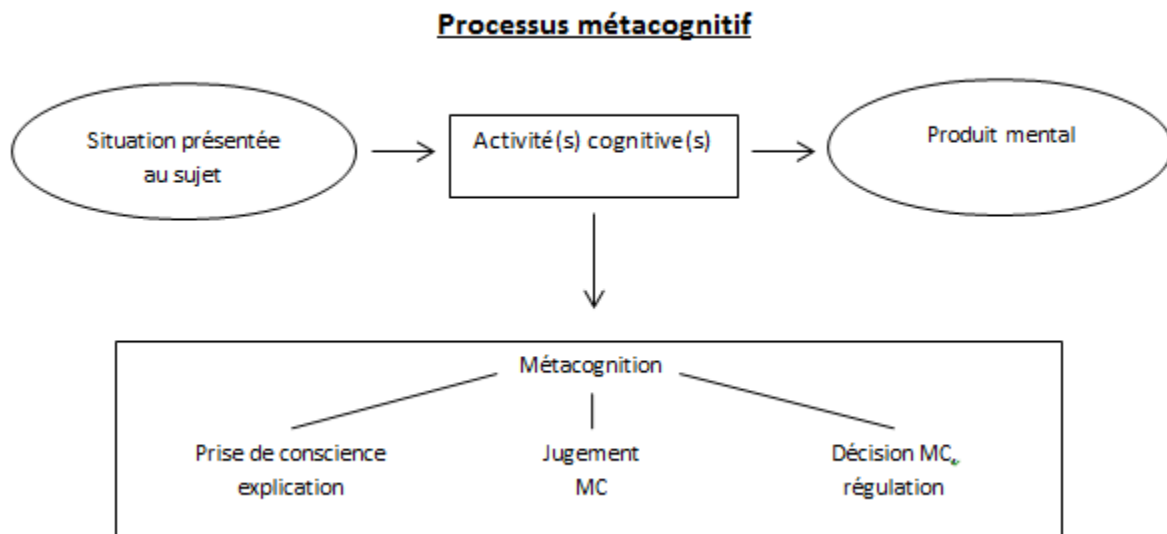 Processus métacognitif
Situation présentée
au sujet
Activité(s) cognitive(s)
Produit mental
Métacognition
Prise de conscience
explication
Jugement
MC
Décision MC,
régulation